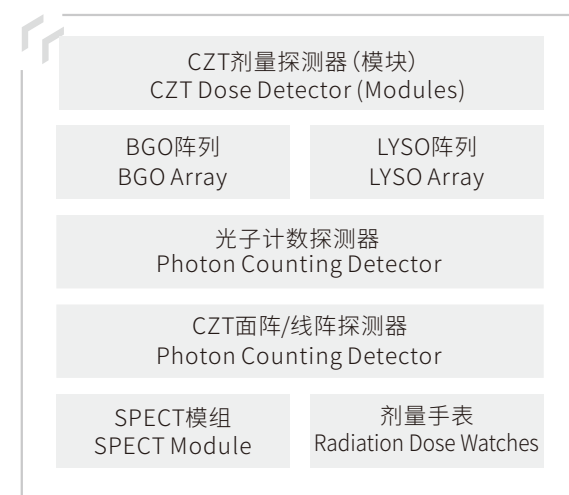 CZT剂量探测器（模块）
CZT Dose Detector (Modules)
BGO阵列
BGO Array
LYSO阵列
LYSO Array
光子计数探测器
Photon Counting Detector
CZT面阵/线阵探测器
Photon Counting Detector
SPECT模组
SPECT Module
剂量手表
Radiation Dose Watches